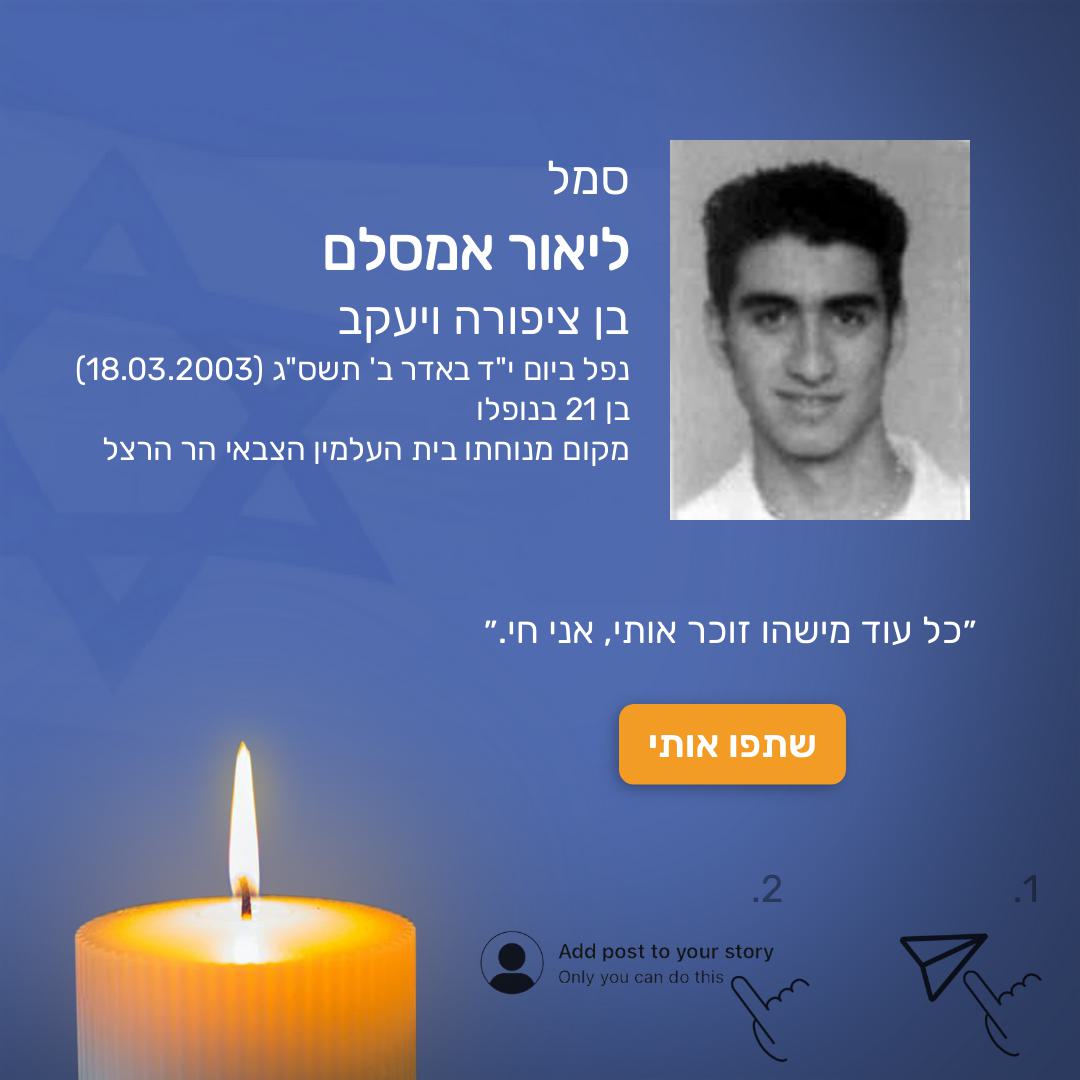 סמל
ליאור אמסלם
בן ציפורה ויעקב
נפל ביום י"ד באדר ב' תשס"ג (18.03.2003)
בן 21 בנופלו
מקום מנוחתו בית העלמין הצבאי הר הרצל
״כל עוד מישהו זוכר אותי, אני חי.״
שתפו אותי
1.
2.
Add post to your story
Only you can do this